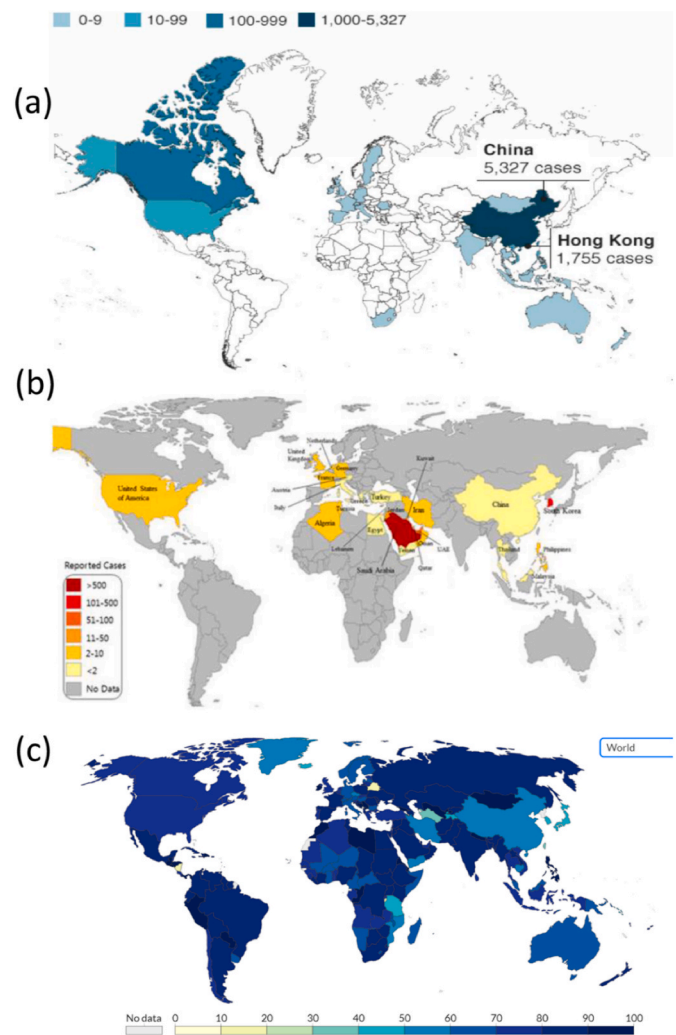 0-9 10-99 100-999 1,000-5,327
(a)
China
5,327 cases
Hong Kong
1,755 cases
(b)
Netherlands
United
Kingdom
Germany
Kuwait
France
Austria
Italy
Greece
Turkey
Tunisia
Jordan
Iran
China
South Korea
United States
of America
Algeria
Egypt
Lebanon
Oman
UAE
Yemen
Thailand
Philippines
Malaysia
Saudi Arabia
Qatar
Reported Cases
>500
101-500
51-100
11-50
2-10
<2
No Data
(c)
World
No data 0 10 20 30 40 50 60 70 80 90 100